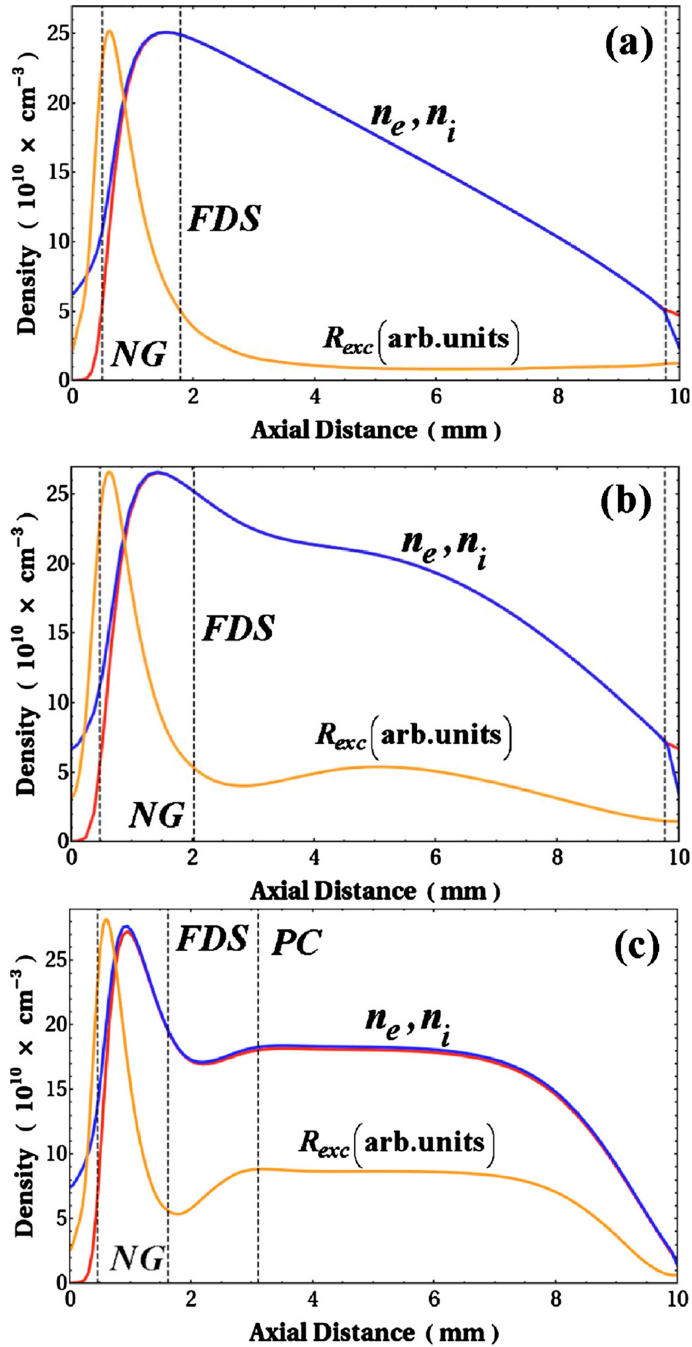 (a)
25
20
15
10
5
0
Density ( 10^10 × cm^−3 )
n_e , n_i
FDS
R_exc (arb.units)
NG
0 2 4 6 8 10
Axial Distance ( mm )
(b)
25
20
15
10
5
0
Density ( 10^10 × cm^−3 )
n_e , n_i
FDS
R_exc (arb.units)
NG
0 2 4 6 8 10
Axial Distance ( mm )
(c)
25
20
15
10
5
0
Density ( 10^10 × cm^−3 )
FDS PC
n_e , n_i
R_exc (arb.units)
NG
0 2 4 6 8 10
Axial Distance ( mm )